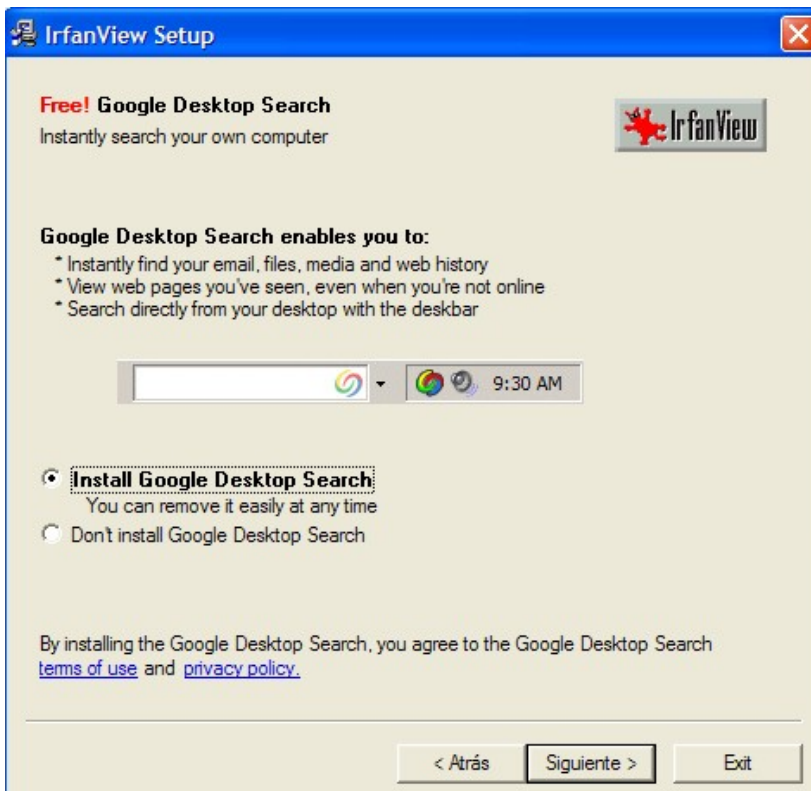 IrfanView Setup
Free! Google Desktop Search
Instantly search your own computer
IrfanView
Google Desktop Search enables you to:
* Instantly find your email, files, media and web history
* View web pages you've seen, even when you're not online
* Search directly from your desktop with the deskbar
9:30 AM
Install Google Desktop Search
You can remove it easily at any time
Don't install Google Desktop Search
By installing the Google Desktop Search, you agree to the Google Desktop Search
terms of use and privacy policy.
< Atrás Siguiente > Exit